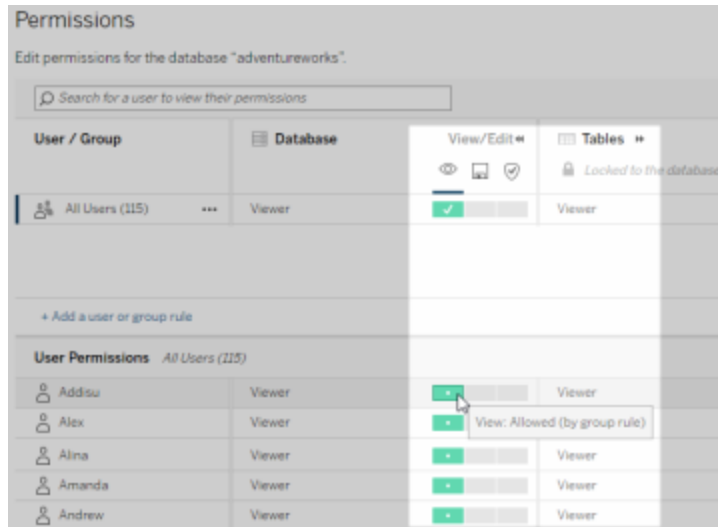 Permissions
Edit permissions for the database "adventureworks".
Search for a user to view their permissions
User / Group Database View/Edit Tables
Locked to the database
All Users (115) ••• Viewer Viewer
+ Add a user or group rule
User Permissions All Users (115)
Addisu Viewer Viewer
Alex Viewer View: Allowed (by group rule)
Alina Viewer Viewer
Amanda Viewer Viewer
Andrew Viewer Viewer